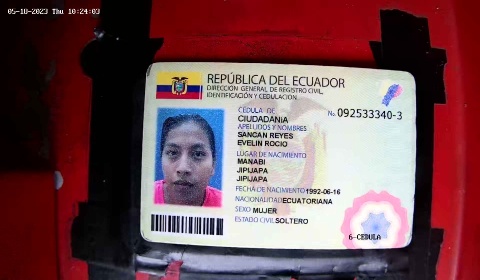 05-18-2023 Thu 10:24:03
REPÚBLICA DEL ECUADOR
DIRECCIÓN GENERAL DE REGISTRO CIVIL,
IDENTIFICACIÓN Y CEDULACIÓN
CÉDULA DE
CIUDADANÍA
No. 092533340-3
APELLIDOS Y NOMBRES
SANCAN REYES
EVELIN ROCIO
LUGAR DE NACIMIENTO
MANABI
JIPIJAPA
JIPIJAPA
FECHA DE NACIMIENTO 1992-06-16
NACIONALIDAD ECUATORIANA
SEXO MUJER
ESTADO CIVIL SOLTERO
6-CEDULA